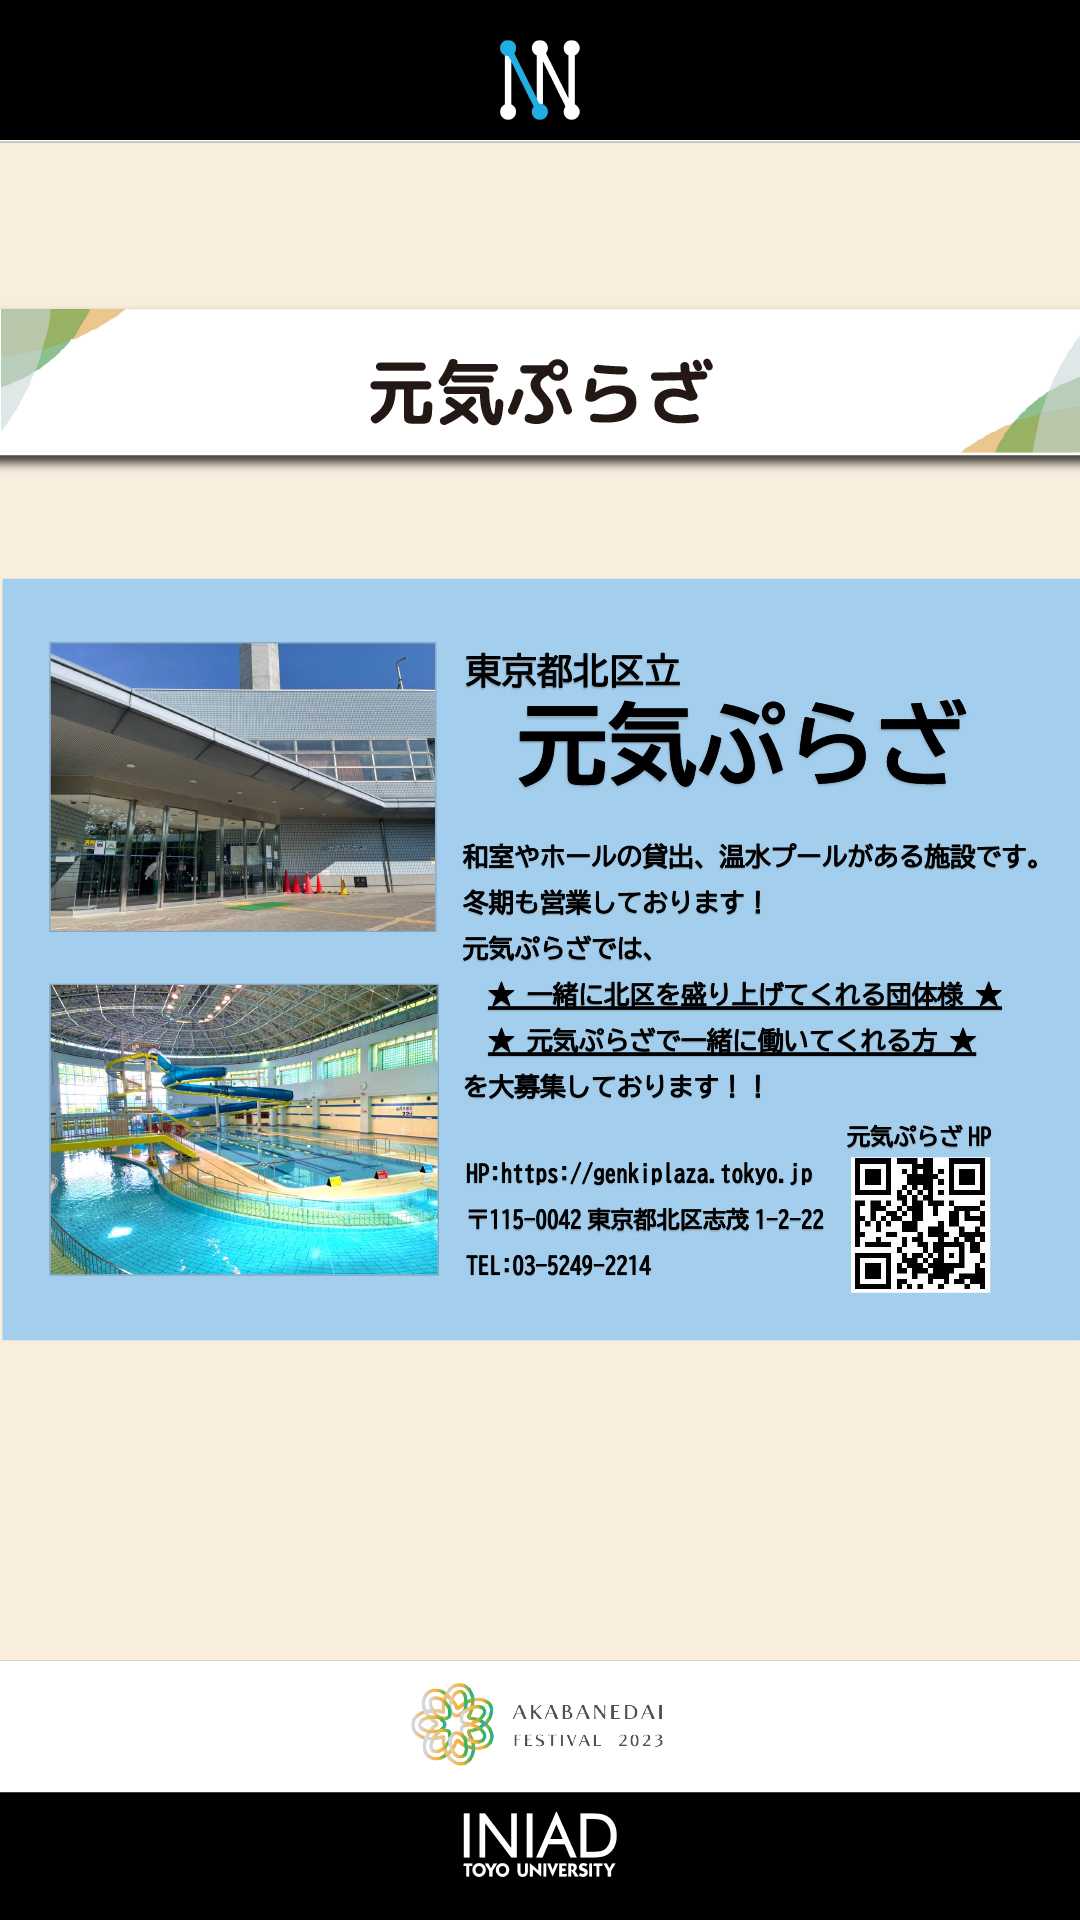 元気ぷらざ
東京都北区立
元気ぷらざ
和室やホールの貸出、温水プールがある施設です。
冬期も営業しております！
元気ぷらざでは、
★ 一緒に北区を盛り上げてくれる団体様 ★
★ 元気ぷらざで一緒に働いてくれる方 ★
を大募集しております！！
元気ぷらざ HP
HP:https://genkiplaza.tokyo.jp
〒115-0042 東京都北区志茂 1-2-22
TEL:03-5249-2214
AKABANEDAI
FESTIVAL 2023
INIAD
TOYO UNIVERSITY